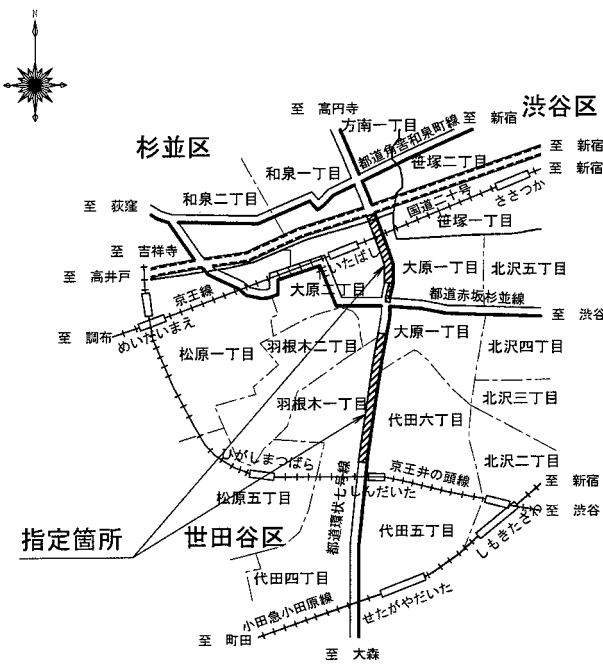 N
至 高円寺
渋谷区
方南一丁目
至 新宿
杉並区
都道角筈和泉町線
至 新宿
和泉一丁目
笹塚二丁目
至 新宿
和泉二丁目
国道二十号
ささつか
至 荻窪
笹塚一丁目
至 吉祥寺
だいたばし
大原一丁目
北沢五丁目
至 高井戸
大原二丁目
都道赤坂杉並線
京王線
至 渋谷
めいだいまえ
至 調布
大原一丁目
松原一丁目
羽根木二丁目
北沢四丁目
北沢三丁目
羽根木一丁目
代田六丁目
ひがしまつばら
北沢二丁目
京王井の頭線
至 新宿
松原五丁目
しんだいた
至 渋谷
都道環状七号線
指定箇所
世田谷区
代田五丁目
しもきたざわ
代田四丁目
小田急小田原線
せたがやだいた
至 町田
至 大森